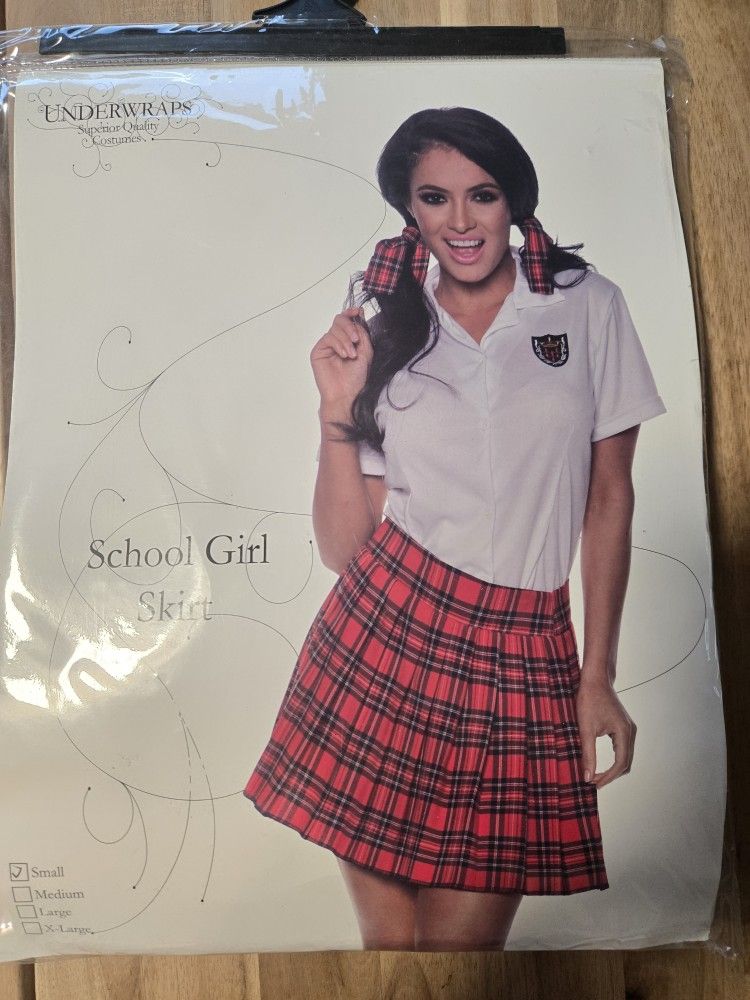 UNDERWRAPS
Superior Quality
Costumes
School Girl
Skirt
Small
Medium
Large
X-Large